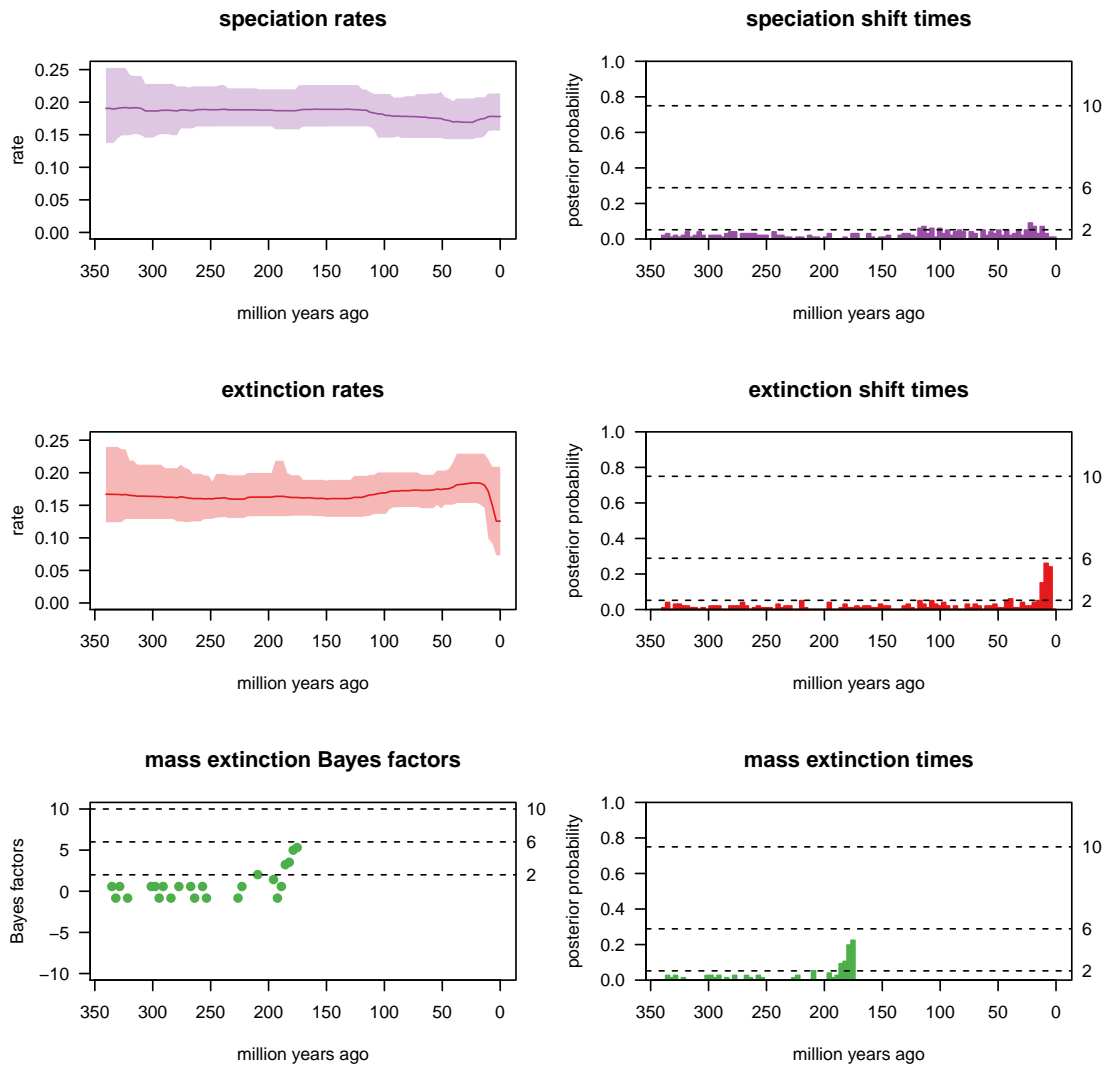 speciation rates
rate
0.25
0.20
0.15
0.10
0.05
0.00
350 300 250 200 150 100 50 0
million years ago
speciation shift times
posterior probability
1.0
0.8
0.6
0.4
0.2
0.0
10
6
2
350 300 250 200 150 100 50 0
million years ago
extinction rates
rate
0.25
0.20
0.15
0.10
0.05
0.00
350 300 250 200 150 100 50 0
million years ago
extinction shift times
posterior probability
1.0
0.8
0.6
0.4
0.2
0.0
10
6
2
350 300 250 200 150 100 50 0
million years ago
mass extinction Bayes factors
Bayes factors
10
5
0
−5
−10
10
6
2
350 300 250 200 150 100 50 0
million years ago
mass extinction times
posterior probability
1.0
0.8
0.6
0.4
0.2
0.0
10
6
2
350 300 250 200 150 100 50 0
million years ago